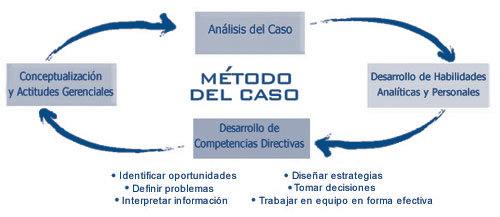 Análisis del Caso
Conceptualización
y Actitudes Gerenciales
MÉTODO
DEL CASO
Desarrollo de Habilidades
Analíticas y Personales
Desarrollo de
Competencias Directivas
• Identificar oportunidades
• Diseñar estrategias
• Definir problemas
• Tomar decisiones
• Interpretar información
• Trabajar en equipo en forma efectiva